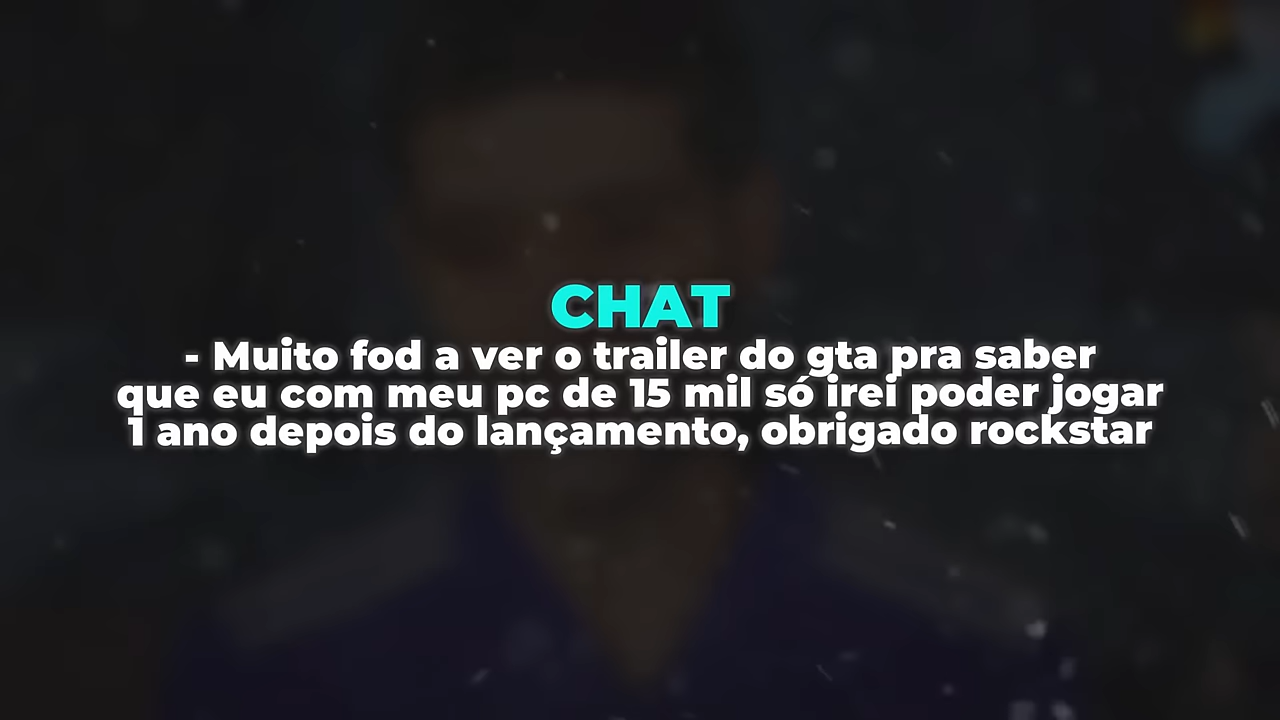 CHAT
- Muito fod a ver o trailer do gta pra saber
que eu com meu pc de 15 mil só irei poder jogar
1 ano depois do lançamento, obrigado rockstar